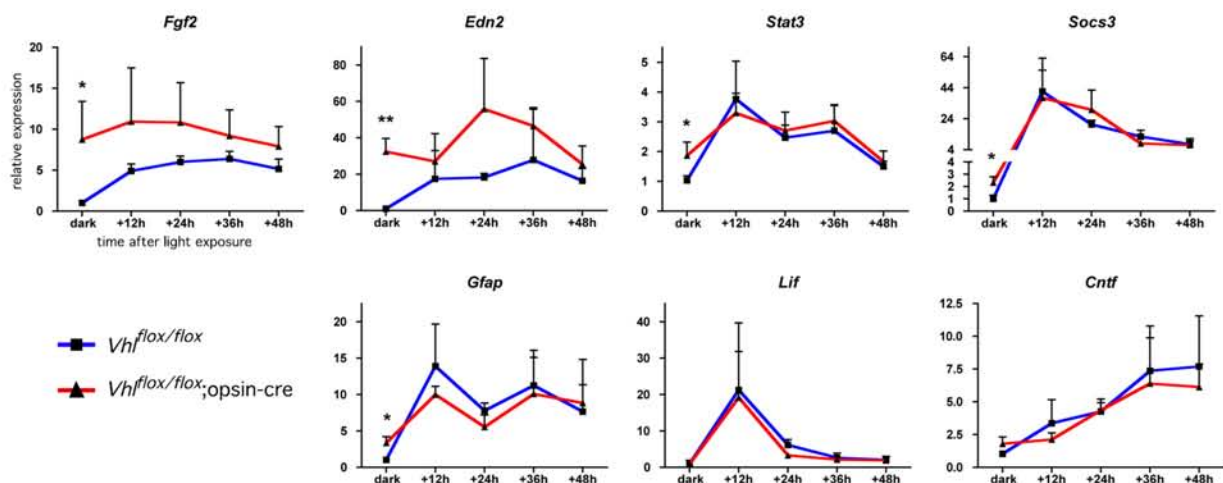 Fgf2
Edn2
Stat3
Socs3
relative expression
20
15
10
5
0
*
dark +12h +24h +36h +48h
time after light exposure
80
60
40
20
0
**
dark +12h +24h +36h +48h
5
4
3
2
1
0
*
dark +12h +24h +36h +48h
64
44
24
4
4
3
2
1
0
*
dark +12h +24h +36h +48h
Vhl flox/flox
Vhl flox/flox;opsin-cre
Gfap
20
15
10
5
0
*
dark +12h +24h +36h +48h
Lif
40
30
20
10
0
dark +12h +24h +36h +48h
Cntf
12.5
10.0
7.5
5.0
2.5
0.0
dark +12h +24h +36h +48h